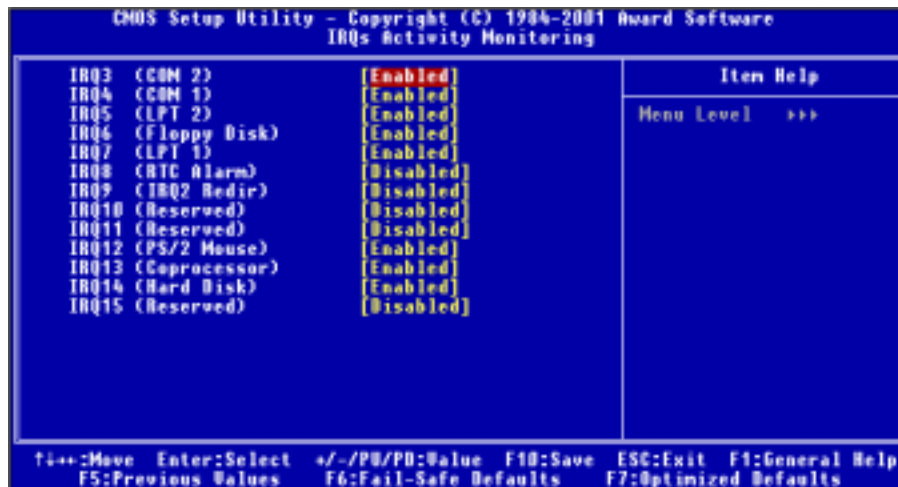 CMOS Setup Utility - Copyright (C) 1984-2001 Award Software
IRQs Activity Monitoring
IRQ3 (COM 2) [Enabled]
IRQ4 (COM 1) [Enabled]
IRQ5 (LPT 2) [Enabled]
IRQ6 (Floppy Disk) [Enabled]
IRQ7 (LPT 1) [Enabled]
IRQ8 (RTC Alarm) [Disabled]
IRQ9 (IRQ2 Redir) [Disabled]
IRQ10 (Reserved) [Disabled]
IRQ11 (Reserved) [Disabled]
IRQ12 (PS/2 Mouse) [Enabled]
IRQ13 (Coprocessor) [Enabled]
IRQ14 (Hard Disk) [Enabled]
IRQ15 (Reserved) [Disabled]
Item Help
Menu Level ►►►
↑↓→←:Move Enter:Select +/-/PU/PD:Value F10:Save ESC:Exit F1:General Help
F5:Previous Values F6:Fail-Safe Defaults F7:Optimized Defaults